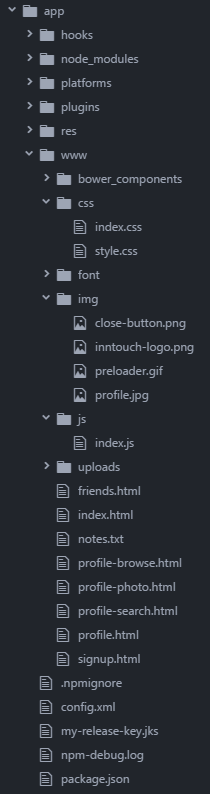 app
hooks
node_modules
platforms
plugins
res
www
bower_components
css
index.css
style.css
font
img
close-button.png
inntouch-logo.png
preloader.gif
profile.jpg
js
index.js
uploads
friends.html
index.html
notes.txt
profile-browse.html
profile-photo.html
profile-search.html
profile.html
signup.html
.npmignore
config.xml
my-release-key.jks
npm-debug.log
package.json